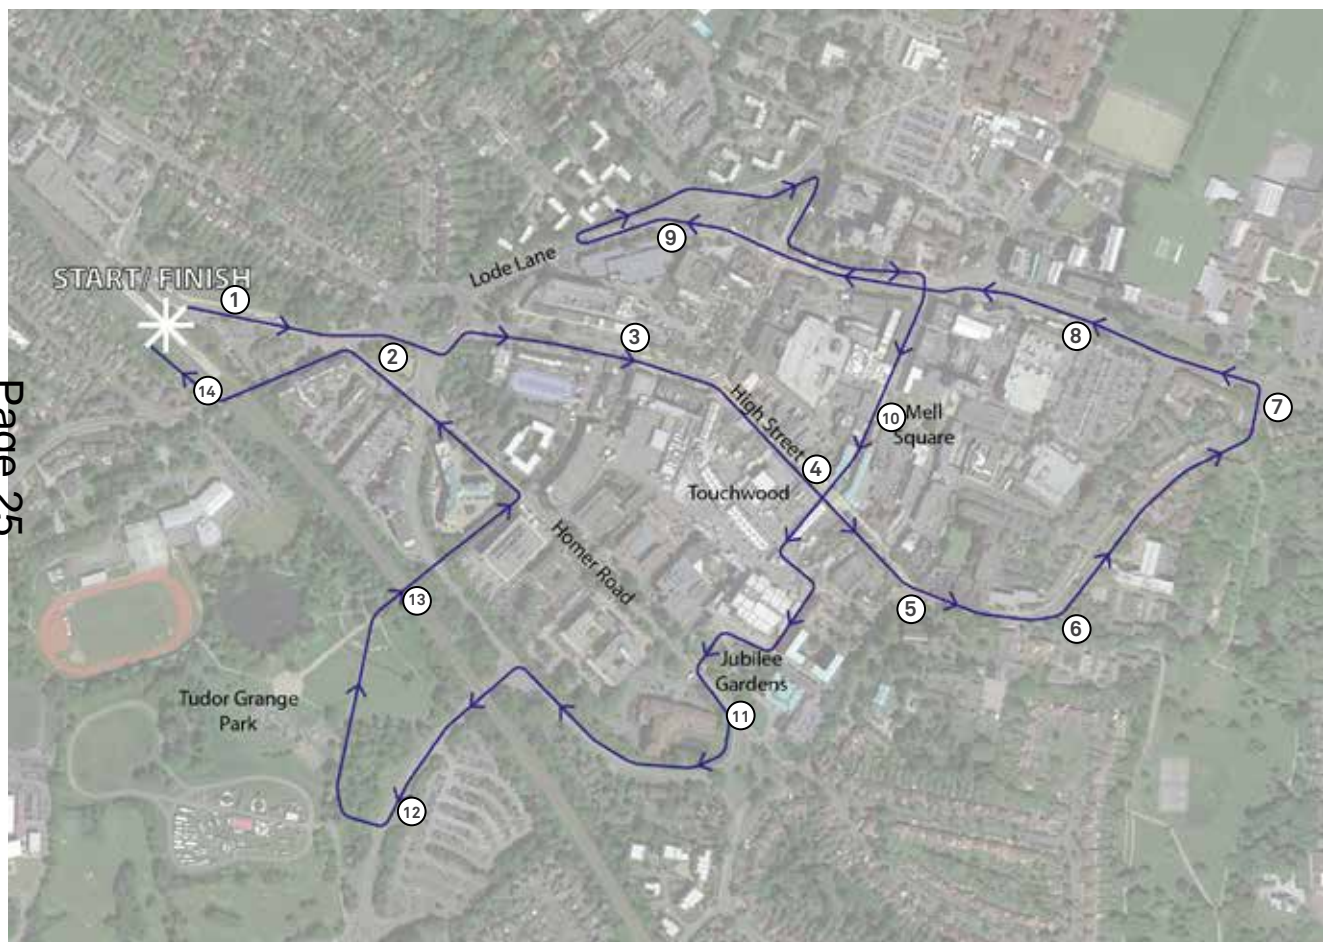 START/ FINISH
1
2
3
4
5
6
7
8
9
10
11
12
13
14
Lode Lane
High Street
Mell
Square
Touchwood
Homer Road
Jubilee
Gardens
Tudor Grange
Park
Page 25